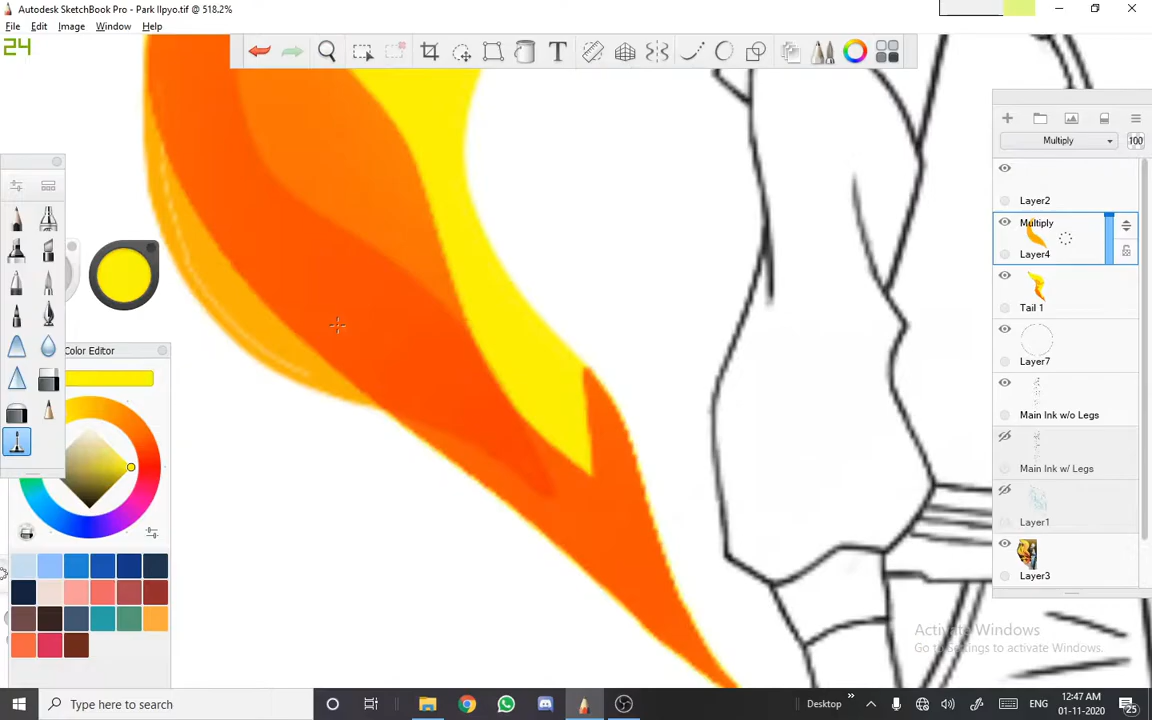 Autodesk SketchBook Pro - Park Ilpyo.tif @ 518.2%
File Edit Image Window Help
24
T
Multiply
100
Layer2
Multiply
Layer4
Tail 1
Layer7
Main Ink w/o Legs
Main Ink w/ Legs
Layer1
Layer3
Color Editor
Activate Windows
Go to Settings to activate Windows.
Type here to search
Desktop
ENG
12:47 AM
01-11-2020
25